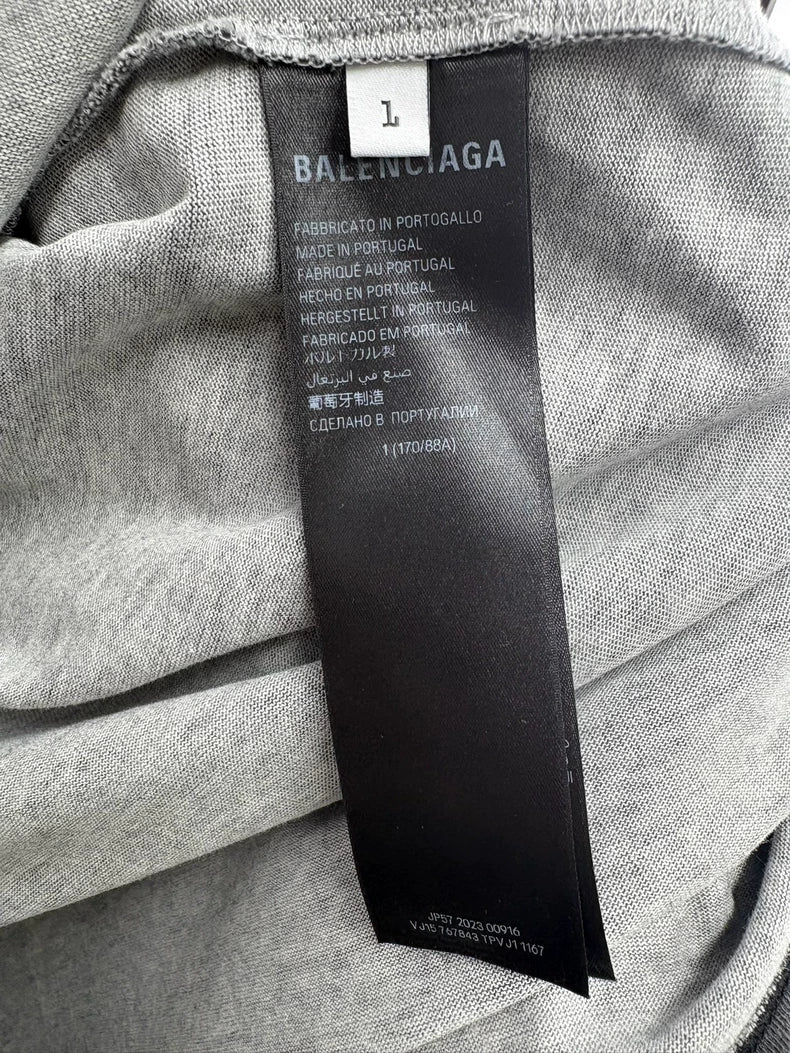 1
BALENCIAGA
FABBRICATO IN PORTOGALLO
MADE IN PORTUGAL
FABRIQUÉ AU PORTUGAL
HECHO EN PORTUGAL
HERGESTELLT IN PORTUGAL
FABRICADO EM PORTUGAL
ポルトガル製
صنع في البرتغال
葡萄牙制造
СДЕЛАНО В ПОРТУГАЛИИ
1 (170/88A)
JP57 2023 00916
VJ15 767843 TPVJ1 1167